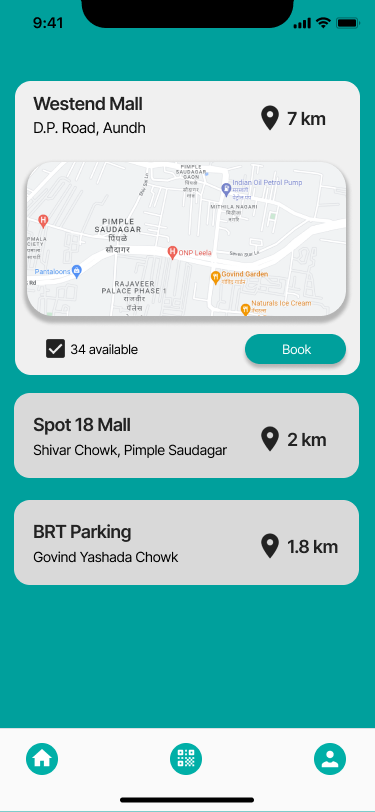 9:41
Westend Mall
D.P. Road, Aundh
7 km
PIMPLE
SAUDAGAR
GAON
पिंपळे
सौदागर
गाव
Indian Oil Petrol Pump
MITHILA NAGARI
मिथीला
नगरी
PIMPLE
SAUDAGAR
पिंपळे
सौदागर
ONP Leela
Pantaloons
Rd
Govind Garden
RAJAVEER
PALACE PHASE 1
राजवीर
पॅलेस
Naturals Ice Cream
34 available
Book
Spot 18 Mall
Shivar Chowk, Pimple Saudagar
2 km
BRT Parking
Govind Yashada Chowk
1.8 km